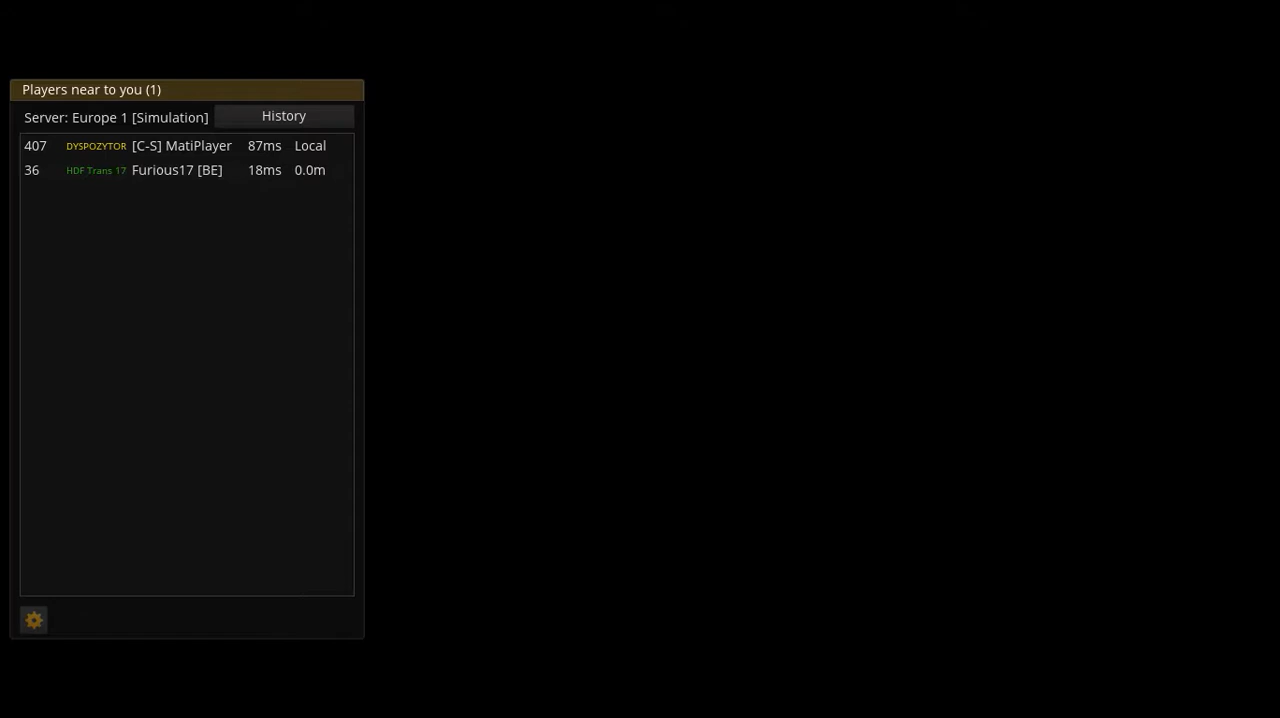 Players near to you (1)
Server: Europe 1 [Simulation] History
407 DYSPOZYTOR [C-S] MatiPlayer 87ms Local
36 HDF Trans 17 Furious17 [BE] 18ms 0.0m